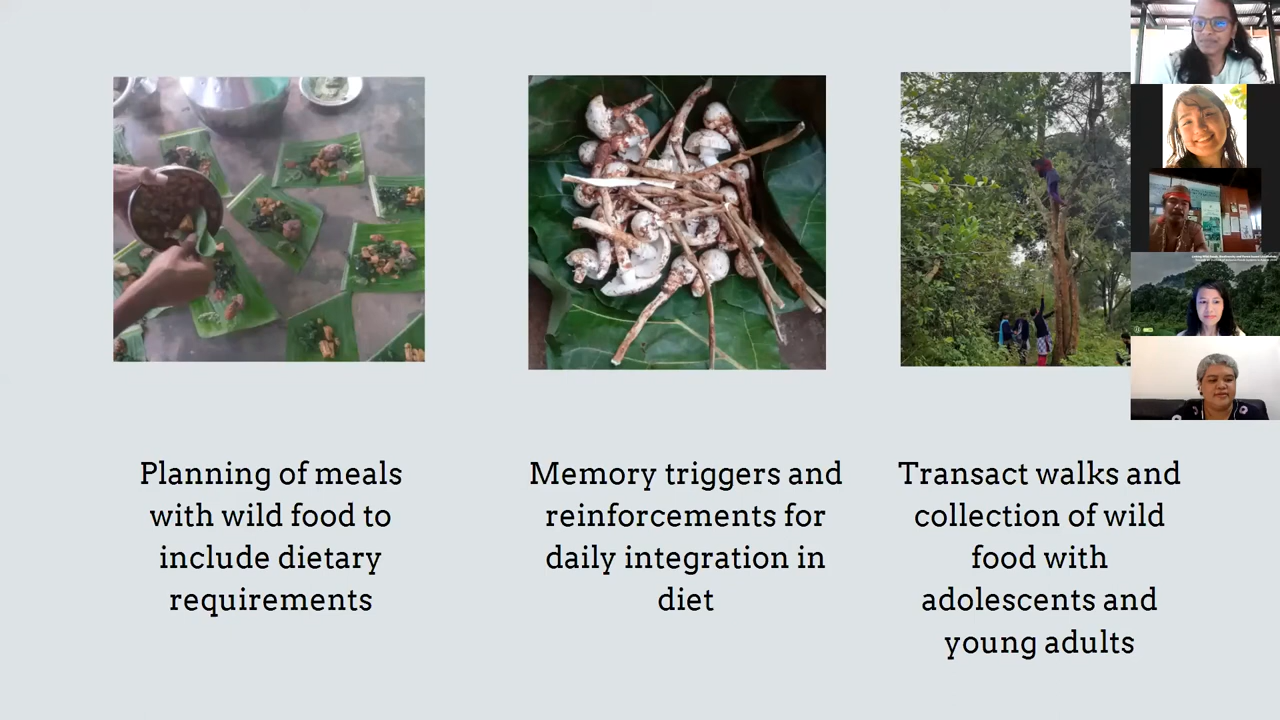 Planning of meals
with wild food to
include dietary
requirements
Memory triggers and
reinforcements for
daily integration in
diet
Transact walks and
collection of wild
food with
adolescents and
young adults